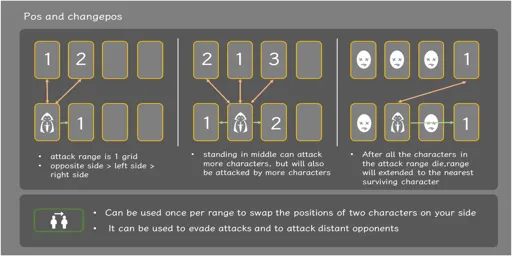 Pos and changepos
1 2
2 1 3
1
1
1 2
1
• attack range is 1 grid
• opposite side > left side >
right side
• standing in middle can attack
more characters, but will also
be attacked by more characters
• After all the characters in
the attack range die,range
will extended to the nearest
surviving character
• Can be used once per range to swap the positions of two characters on your side
• It can be used to evade attacks and to attack distant opponents